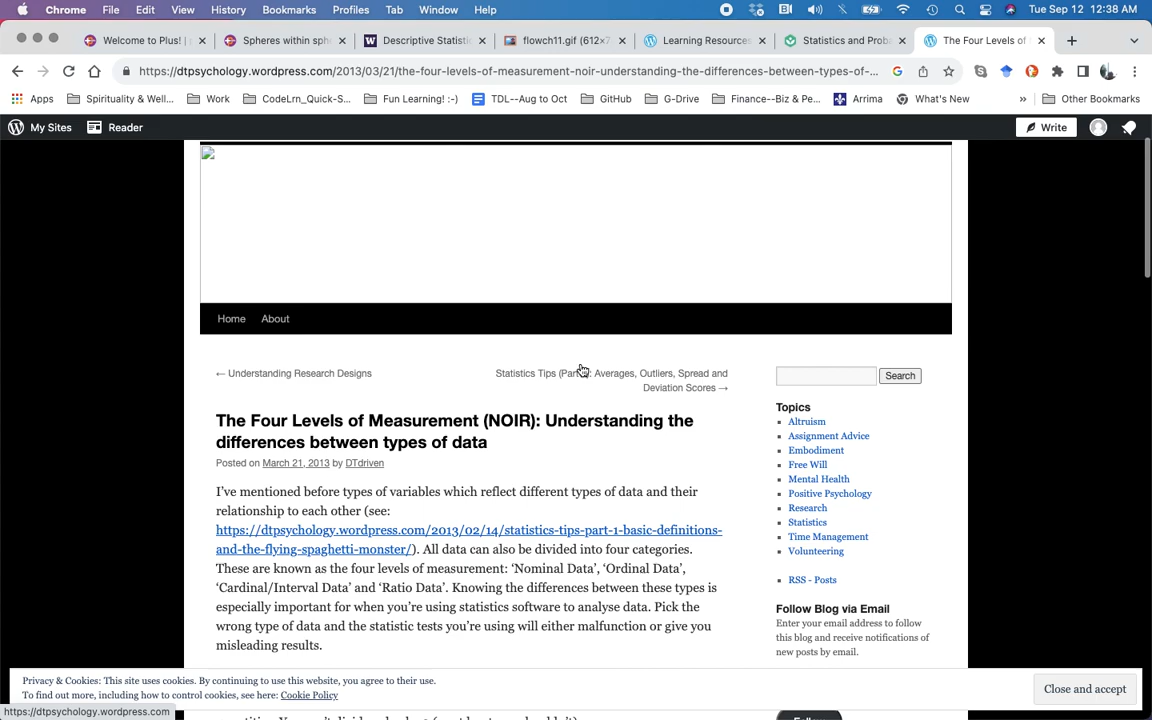 Chrome File Edit View History Bookmarks Profiles Tab Window Help Tue Sep 12 12:38 AM
Welcome to Plus! | Spheres within sph Descriptive Statistic flowch11.gif (612×7 Learning Resources Statistics and Proba The Four Levels of
https://dtpsychology.wordpress.com/2013/03/21/the-four-levels-of-measurement-noir-understanding-the-differences-between-types-of-...
Apps Spirituality & Well... Work CodeLrn_Quick-S... Fun Learning! :-) TDL--Aug to Oct GitHub G-Drive Finance--Biz & Pe... Arrima What's New » Other Bookmarks
My Sites Reader Write
Home About
← Understanding Research Designs
Statistics Tips (Part : Averages, Outliers, Spread and
Deviation Scores →
Search
The Four Levels of Measurement (NOIR): Understanding the
differences between types of data
Posted on March 21, 2013 by DTdriven
I've mentioned before types of variables which reflect different types of data and their
relationship to each other (see:
https://dtpsychology.wordpress.com/2013/02/14/statistics-tips-part-1-basic-definitions-
and-the-flying-spaghetti-monster/). All data can also be divided into four categories.
These are known as the four levels of measurement: 'Nominal Data', 'Ordinal Data',
'Cardinal/Interval Data' and 'Ratio Data'. Knowing the differences between these types is
especially important for when you're using statistics software to analyse data. Pick the
wrong type of data and the statistic tests you're using will either malfunction or give you
misleading results.
Topics
Altruism
Assignment Advice
Embodiment
Free Will
Mental Health
Positive Psychology
Research
Statistics
Time Management
Volunteering
RSS - Posts
Follow Blog via Email
Enter your email address to follow
this blog and receive notifications of
new posts by email.
Privacy & Cookies: This site uses cookies. By continuing to use this website, you agree to their use.
To find out more, including how to control cookies, see here: Cookie Policy
Close and accept
https://dtpsychology.wordpress.com